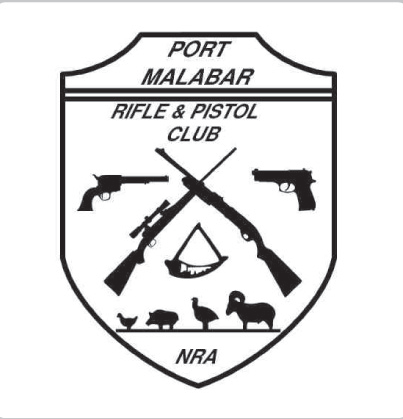 PORT
MALABAR
RIFLE & PISTOL
CLUB
NRA